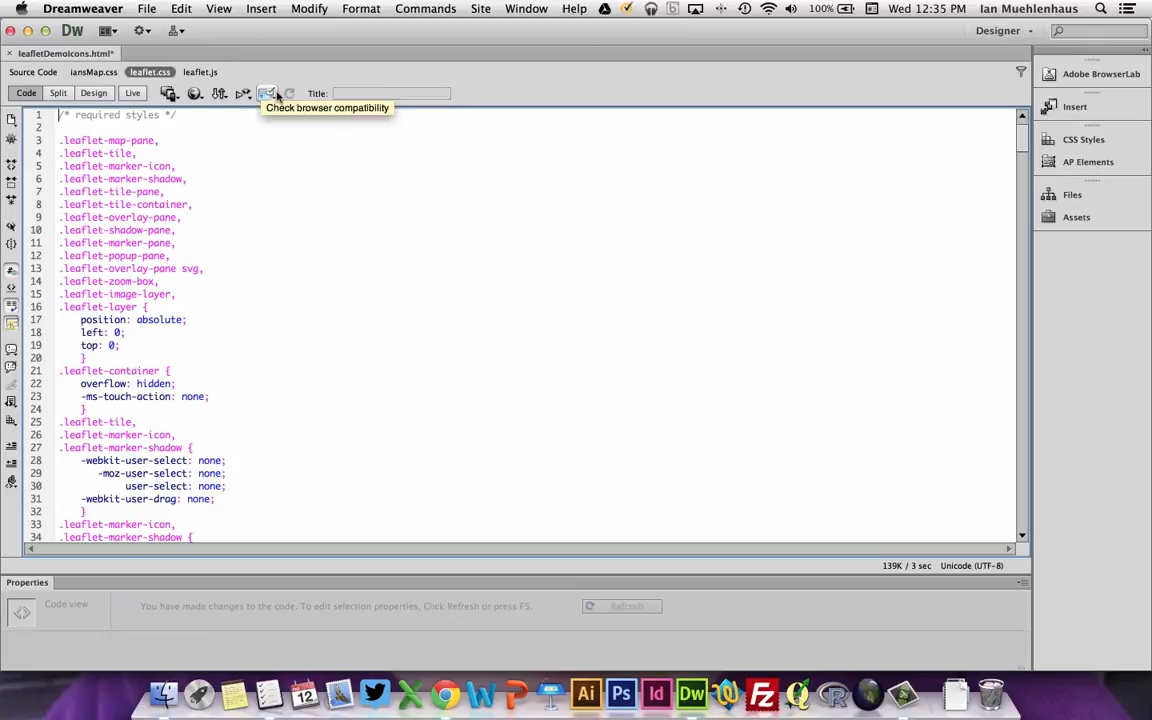 Dreamweaver File Edit View Insert Modify Format Commands Site Window Help 100% Wed 12:35 PM Ian Muehlenhaus
Dw Designer
× leafletDemoIcons.html*
Source Code iansMap.css leaflet.css leaflet.js
Code Split Design Live Title:
Check browser compatibility
1 /* required styles */
2
3 .leaflet-map-pane,
4 .leaflet-tile,
5 .leaflet-marker-icon,
6 .leaflet-marker-shadow,
7 .leaflet-tile-pane,
8 .leaflet-tile-container,
9 .leaflet-overlay-pane,
10 .leaflet-shadow-pane,
11 .leaflet-marker-pane,
12 .leaflet-popup-pane,
13 .leaflet-overlay-pane svg,
14 .leaflet-zoom-box,
15 .leaflet-image-layer,
16 .leaflet-layer {
17 position: absolute;
18 left: 0;
19 top: 0;
20 }
21 .leaflet-container {
22 overflow: hidden;
23 -ms-touch-action: none;
24 }
25 .leaflet-tile,
26 .leaflet-marker-icon,
27 .leaflet-marker-shadow {
28 -webkit-user-select: none;
29 -moz-user-select: none;
30 user-select: none;
31 -webkit-user-drag: none;
32 }
33 .leaflet-marker-icon,
34 .leaflet-marker-shadow {
Adobe BrowserLab
Insert
CSS Styles
AP Elements
Files
Assets
139K / 3 sec Unicode (UTF-8)
Properties
Code view You have made changes to the code. To edit selection properties, Click Refresh or press F5. Refresh
12 X W P Ai Ps Id Dw Fz R